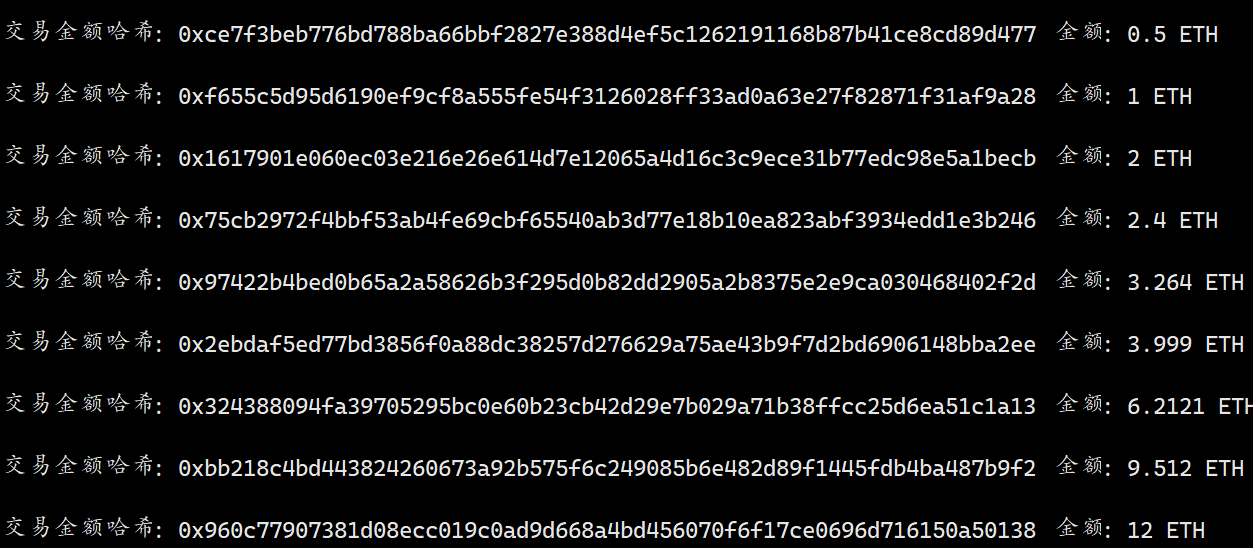 交易金额哈希: 0xce7f3beb776bd788ba66bbf2827e388d4ef5c1262191168b87b41ce8cd89d477 金额: 0.5 ETH
交易金额哈希: 0xf655c5d95d6190ef9cf8a555fe54f3126028ff33ad0a63e27f82871f31af9a28 金额: 1 ETH
交易金额哈希: 0x1617901e060ec03e216e26e614d7e12065a4d16c3c9ece31b77edc98e5a1becb 金额: 2 ETH
交易金额哈希: 0x75cb2972f4bbf53ab4fe69cbf65540ab3d77e18b10ea823abf3934edd1e3b246 金额: 2.4 ETH
交易金额哈希: 0x97422b4bed0b65a2a58626b3f295d0b82dd2905a2b8375e2e9ca030468402f2d 金额: 3.264 ETH
交易金额哈希: 0x2ebdaf5ed77bd3856f0a88dc38257d276629a75ae43b9f7d2bd6906148bba2ee 金额: 3.999 ETH
交易金额哈希: 0x324388094fa39705295bc0e60b23cb42d29e7b029a71b38ffcc25d6ea51c1a13 金额: 6.2121 ETH
交易金额哈希: 0xbb218c4bd443824260673a92b575f6c249085b6e482d89f1445fdb4ba487b9f2 金额: 9.512 ETH
交易金额哈希: 0x960c77907381d08ecc019c0ad9d668a4bd456070f6f17ce0696d716150a50138 金额: 12 ETH